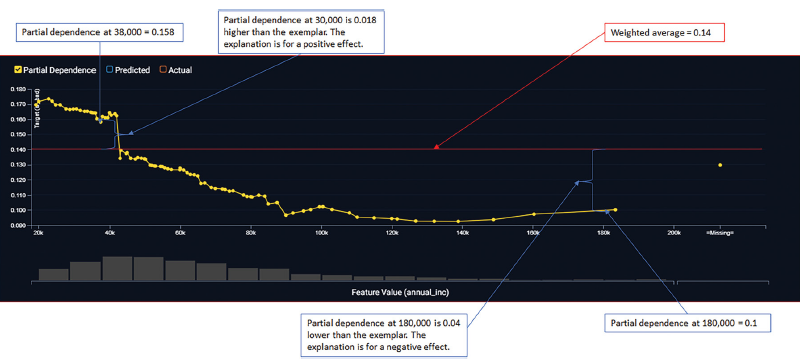 Partial dependence at 38,000 = 0.158
Partial dependence at 30,000 is 0.018
higher than the exemplar. The
explanation is for a positive effect.
Weighted average = 0.14
Partial Dependence
Predicted
Actual
0.180
0.170
0.160
0.150
0.140
0.130
0.120
0.110
0.100
0.090
20k
40k
60k
80k
100k
120k
140k
160k
180k
200k
=Missing=
Feature Value (annual_inc)
Partial dependence at 180,000 is 0.04
lower than the exemplar. The
explanation is for a negative effect.
Partial dependence at 180,000 = 0.1